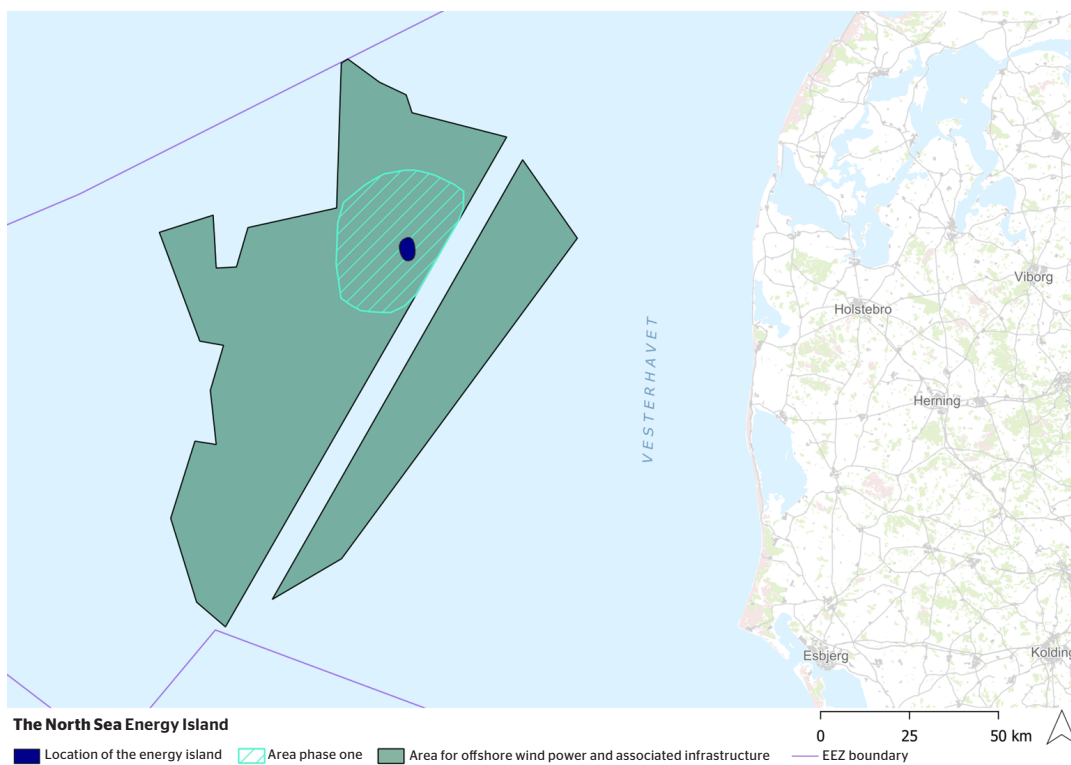 Viborg
Holstebro
VESTERHAVET
Herning
Esbjerg
Kolding
The North Sea Energy Island
0 25 50 km
Location of the energy island Area phase one Area for offshore wind power and associated infrastructure EEZ boundary